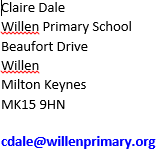 Claire Dale
Willen Primary School
Beaufort Drive
Willen
Milton Keynes
MK15 9HN
cdale@willenprimary.org